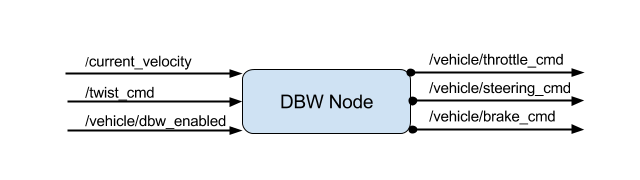 /current_velocity
/twist_cmd
/vehicle/dbw_enabled
DBW Node
/vehicle/throttle_cmd
/vehicle/steering_cmd
/vehicle/brake_cmd